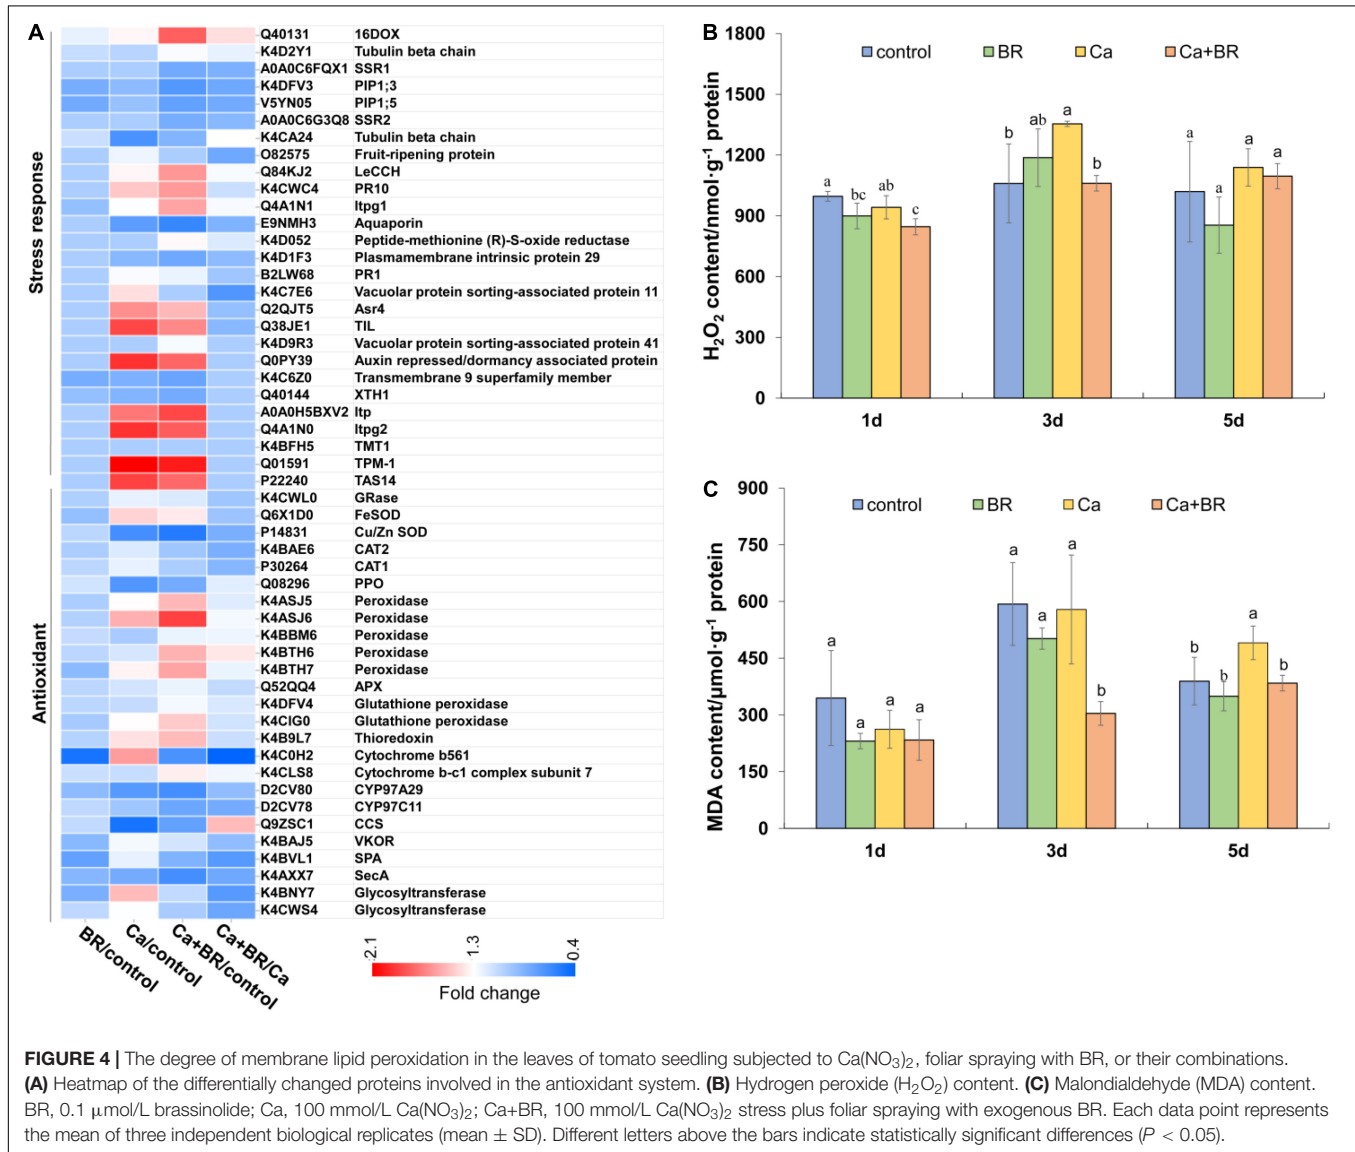 A
Stress response
Antioxidant
Q40131 16DOX
K4D2Y1 Tubulin beta chain
A0A0C6FQX1 SSR1
K4DFV3 PIP1;3
V5YN05 PIP1;5
A0A0C6G3Q8 SSR2
K4CA24 Tubulin beta chain
O82575 Fruit-ripening protein
Q84KJ2 LeCCH
K4CWC4 PR10
Q4A1N1 ltpg1
E9NMH3 Aquaporin
K4D052 Peptide-methionine (R)-S-oxide reductase
K4D1F3 Plasmamembrane intrinsic protein 29
B2LW68 PR1
K4C7E6 Vacuolar protein sorting-associated protein 11
Q2QJT5 Asr4
Q38JE1 TIL
K4D9R3 Vacuolar protein sorting-associated protein 41
Q0PY39 Auxin repressed/dormancy associated protein
K4C6Z0 Transmembrane 9 superfamily member
Q40144 XTH1
A0A0H5BXV2 ltp
Q4A1N0 ltpg2
K4BFH5 TMT1
Q01591 TPM-1
P22240 TAS14
K4CWL0 GRase
Q6X1D0 FeSOD
P14831 Cu/Zn SOD
K4BAE6 CAT2
P30264 CAT1
Q08296 PPO
K4ASJ5 Peroxidase
K4ASJ6 Peroxidase
K4BBM6 Peroxidase
K4BTH6 Peroxidase
K4BTH7 Peroxidase
Q52QQ4 APX
K4DFV4 Glutathione peroxidase
K4CIG0 Glutathione peroxidase
K4B9L7 Thioredoxin
K4C0H2 Cytochrome b561
K4CLS8 Cytochrome b-c1 complex subunit 7
D2CV80 CYP97A29
D2CV78 CYP97C11
Q9ZSC1 CCS
K4BAJ5 VKOR
K4BVL1 SPA
K4AXX7 SecA
K4BNY7 Glycosyltransferase
K4CWS4 Glycosyltransferase
BR/control
Ca/control
Ca+BR/control
Ca+BR/Ca
2.1 1.3 0.4
Fold change
B
control BR Ca Ca+BR
H₂O₂ content/nmol·g⁻¹ protein
1800
1500
1200
900
600
300
0
a bc ab c
b ab a b
a a a a
1d 3d 5d
C
control BR Ca Ca+BR
MDA content/μmol·g⁻¹ protein
900
750
600
450
300
150
0
a a a a
a a a b
b b a b
1d 3d 5d
FIGURE 4 | The degree of membrane lipid peroxidation in the leaves of tomato seedling subjected to Ca(NO₃)₂, foliar spraying with BR, or their combinations.
(A) Heatmap of the differentially changed proteins involved in the antioxidant system. (B) Hydrogen peroxide (H₂O₂) content. (C) Malondialdehyde (MDA) content.
BR, 0.1 μmol/L brassinolide; Ca, 100 mmol/L Ca(NO₃)₂; Ca+BR, 100 mmol/L Ca(NO₃)₂ stress plus foliar spraying with exogenous BR. Each data point represents
the mean of three independent biological replicates (mean ± SD). Different letters above the bars indicate statistically significant differences (P < 0.05).